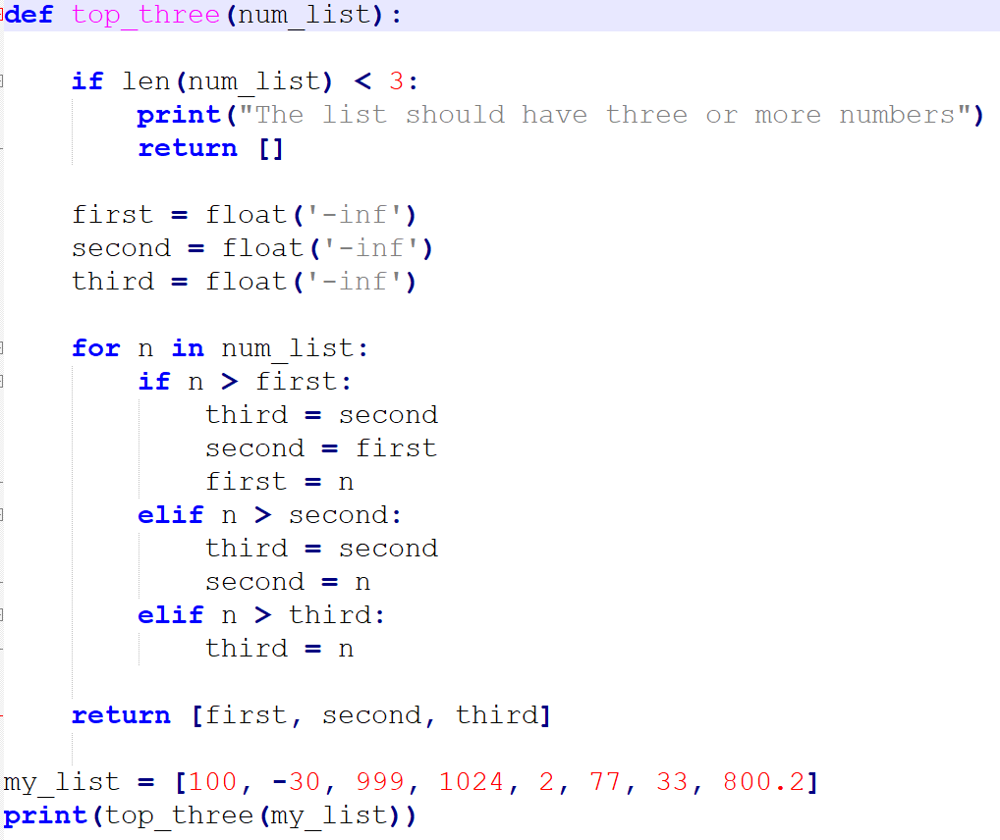 def top_three(num_list):
    if len(num_list) < 3:
        print("The list should have three or more numbers")
        return []
    first = float('-inf')
    second = float('-inf')
    third = float('-inf')
    for n in num_list:
        if n > first:
            third = second
            second = first
            first = n
        elif n > second:
            third = second
            second = n
        elif n > third:
            third = n
    return [first, second, third]
my_list = [100, -30, 999, 1024, 2, 77, 33, 800.2]
print(top_three(my_list))